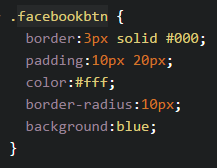 .facebookbtn {
border:3px solid #000;
padding:10px 20px;
color:#fff;
border-radius:10px;
background:blue;
}